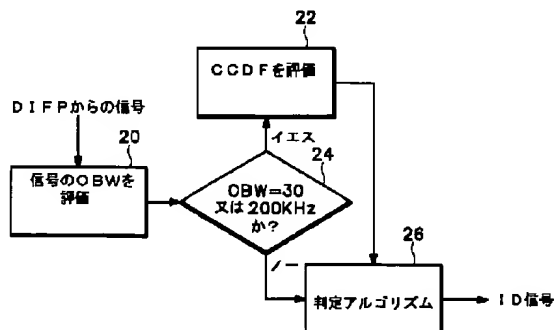 22
CCDFを評価
DIFPからの信号
20
イエス
信号のOBWを
評価
24
OBW=30
又は200KHz
か?
ノー
26
判定アルゴリズム
ID信号